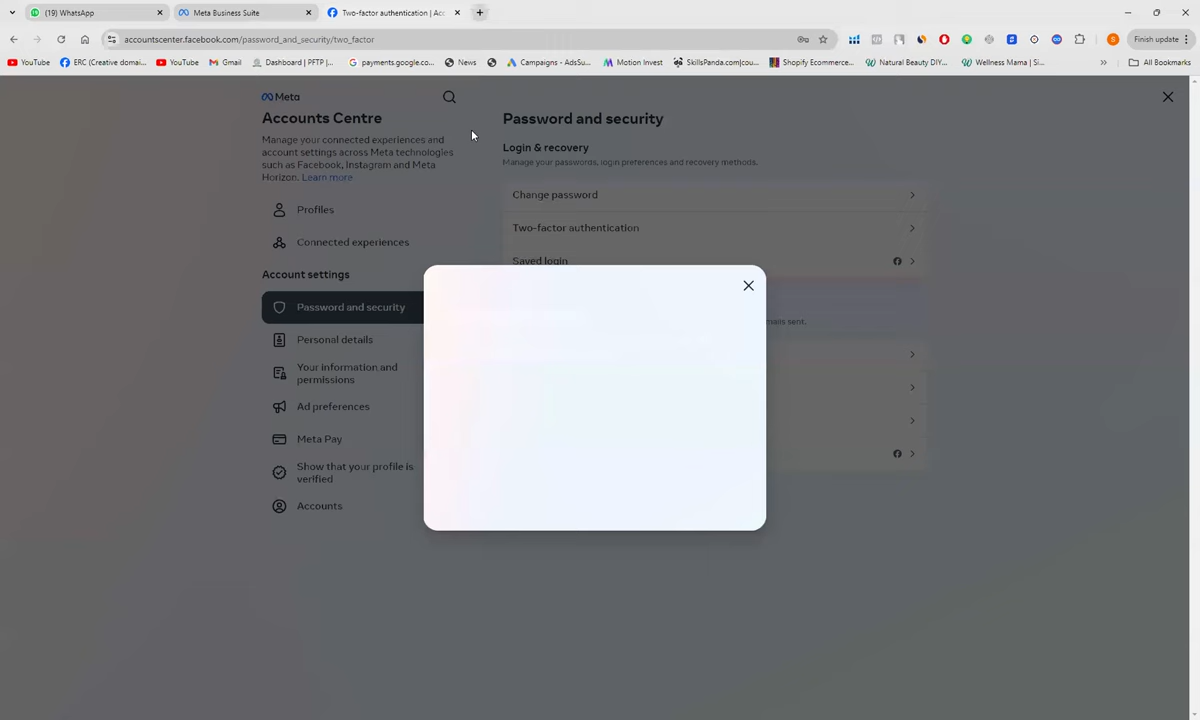 (19) WhatsApp
Meta Business Suite
Two-factor authentication | Acc
accountscenter.facebook.com/password_and_security/two_factor
Finish update
YouTube
ERC (Creative domai...
YouTube
Gmail
Dashboard | PFTP |...
payments.google.co...
News
Campaigns - AdsSu...
Motion Invest
SkillsPanda.com|cou...
Shopify Ecommerce...
Natural Beauty DIY...
Wellness Mama | Si...
All Bookmarks
Meta
Accounts Centre
Manage your connected experiences and
account settings across Meta technologies
such as Facebook, Instagram and Meta
Horizon. Learn more
Profiles
Connected experiences
Account settings
Password and security
Personal details
Your information and
permissions
Ad preferences
Meta Pay
Show that your profile is
verified
Accounts
Password and security
Login & recovery
Manage your passwords, login preferences and recovery methods.
Change password
Two-factor authentication
Saved login
mails sent.